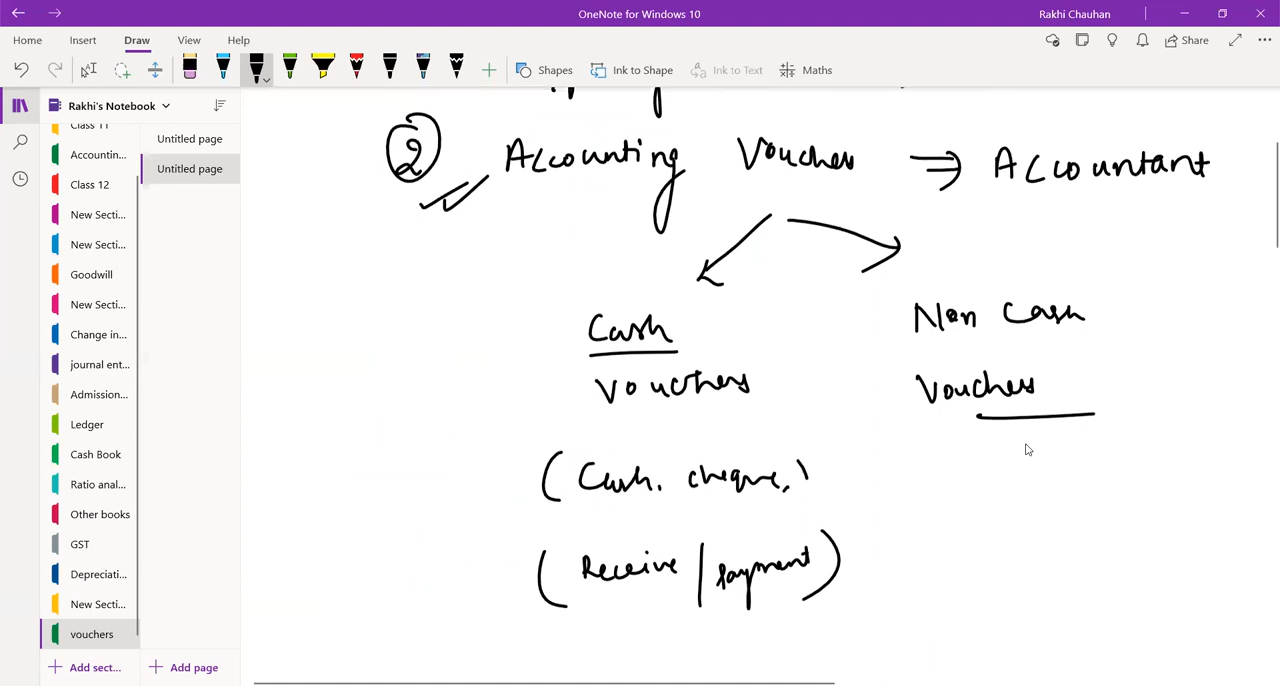 OneNote for Windows 10
Rakhi Chauhan
Home Insert Draw View Help
Share
Shapes Ink to Shape Ink to Text Maths
Rakhi's Notebook
Class 11
Accountin...
Class 12
New Secti...
New Secti...
Goodwill
New Secti...
Change in...
journal ent...
Admission...
Ledger
Cash Book
Ratio anal...
Other books
GST
Depreciati...
New Secti...
vouchers
Add sect...
Untitled page
Untitled page
Add page
② Accounting Voucher ⇒ Accountant
Cash
Vouchers
(Cash, cheque,)
(Receive | payment)
Non Cash
Vouchers